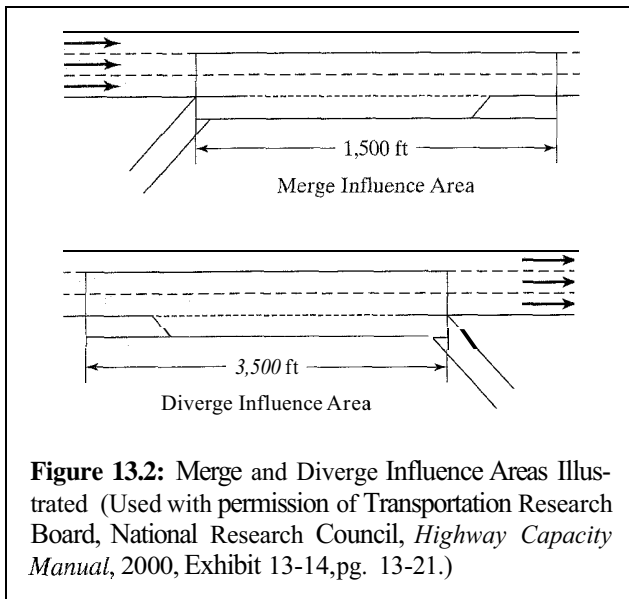 1,500 ft
Merge Influence Area
3,500 ft
Diverge Influence Area
Figure 13.2: Merge and Diverge Influence Areas Illus-
trated (Used with permission of Transportation Research
Board, National Research Council, Highway Capacity
Manual, 2000, Exhibit 13-14,pg. 13-21.)